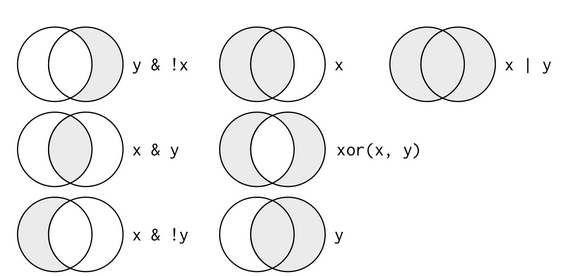 y & !x
x
x | y
x & y
xor(x, y)
x & !y
y